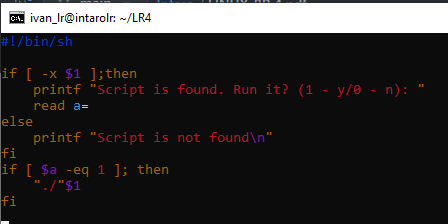 ivan_lr@intarolr: ~/LR4
#!/bin/sh
if [ -x $1 ];then
    printf "Script is found. Run it? (1 - y/0 - n): "
    read a=
else
    printf "Script is not found\n"
fi
if [ $a -eq 1 ]; then
    "./"$1
fi